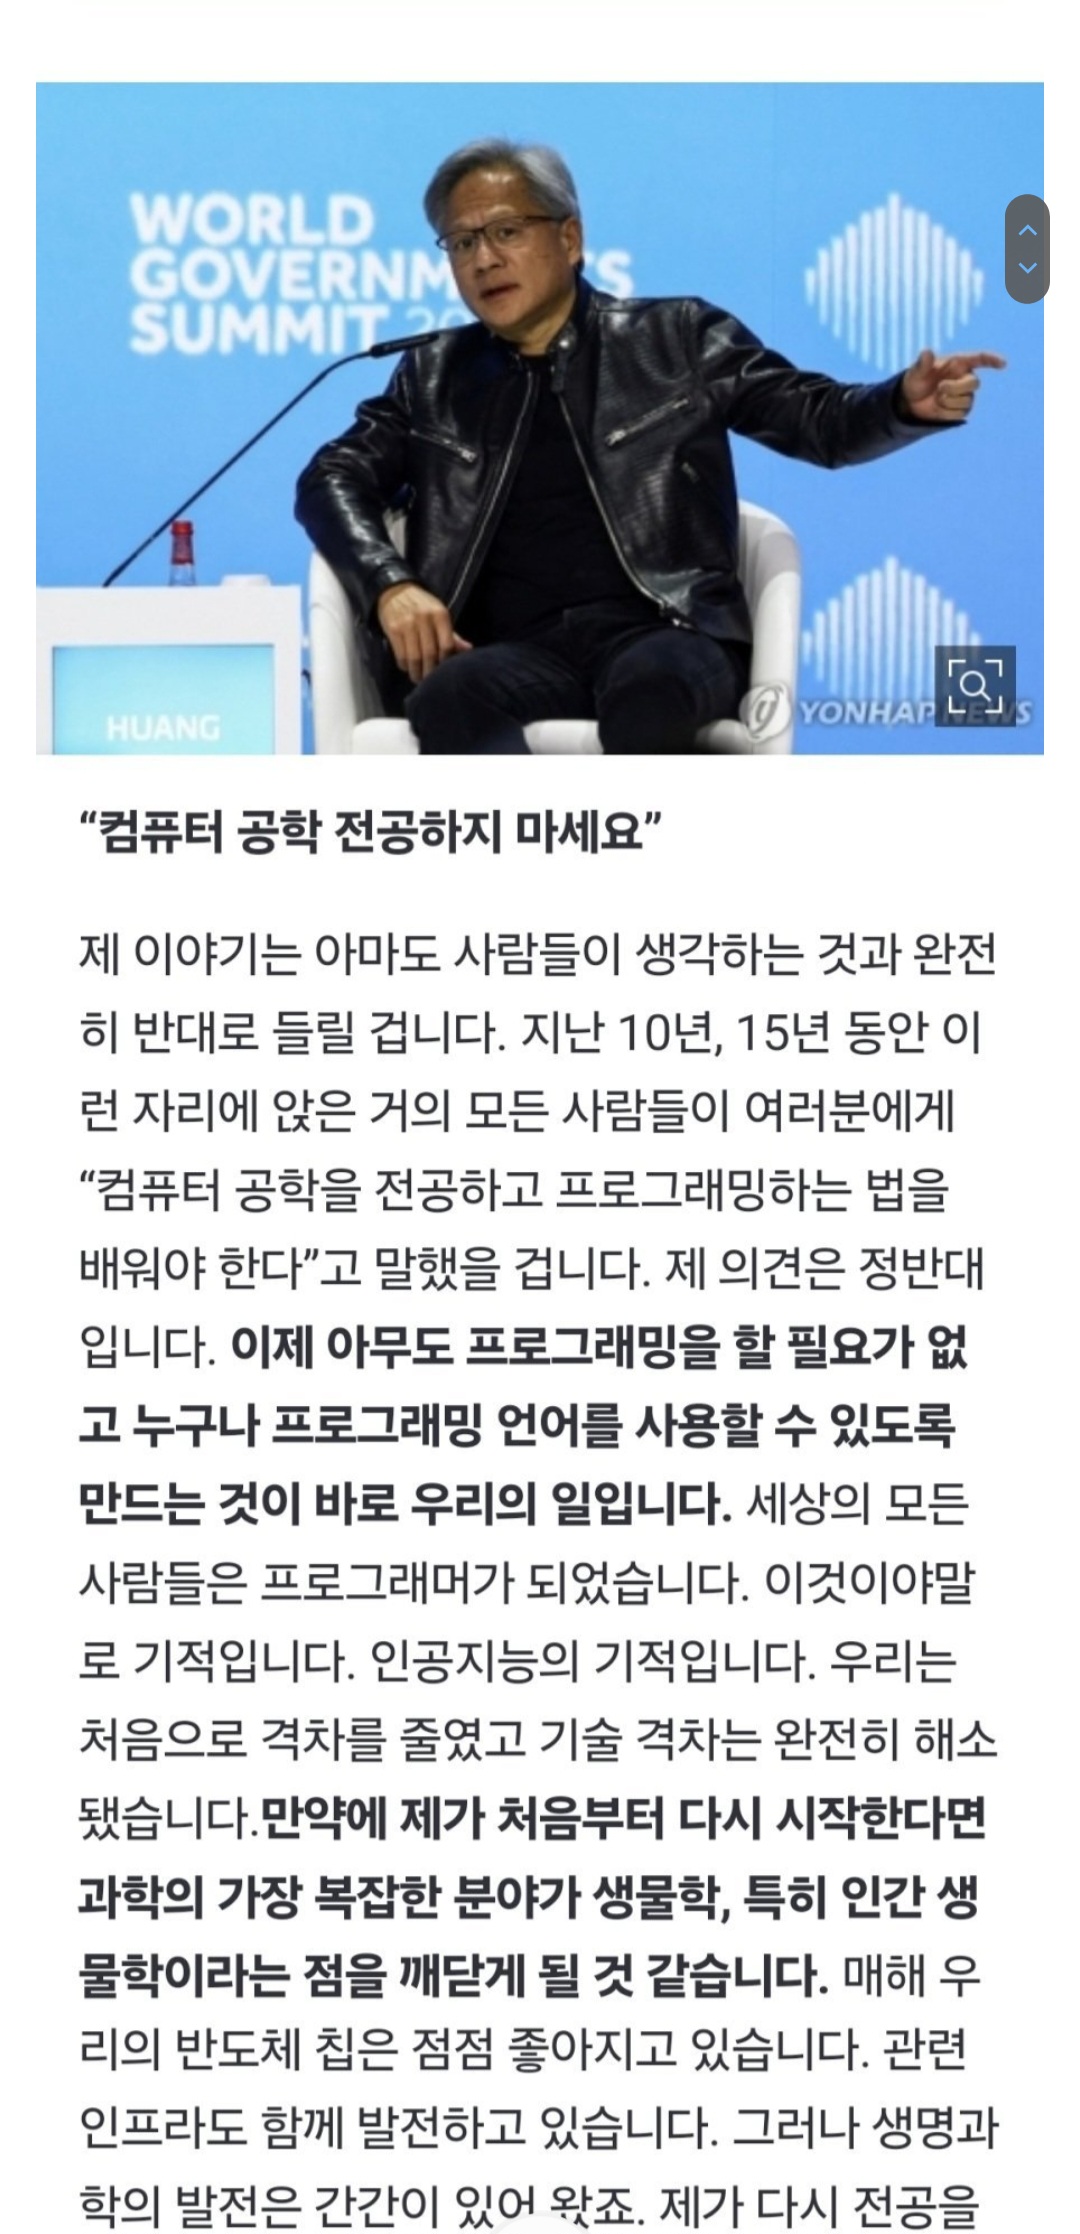 WORLD
GOVERNM TS
SUMMIT 20
HUANG
YONHAP NEWS
“컴퓨터 공학 전공하지 마세요”
제 이야기는 아마도 사람들이 생각하는 것과 완전
히 반대로 들릴 겁니다. 지난 10년, 15년 동안 이
런 자리에 앉은 거의 모든 사람들이 여러분에게
“컴퓨터 공학을 전공하고 프로그래밍하는 법을
배워야 한다”고 말했을 겁니다. 제 의견은 정반대
입니다. 이제 아무도 프로그래밍을 할 필요가 없
고 누구나 프로그래밍 언어를 사용할 수 있도록
만드는 것이 바로 우리의 일입니다. 세상의 모든
사람들은 프로그래머가 되었습니다. 이것이야말
로 기적입니다. 인공지능의 기적입니다. 우리는
처음으로 격차를 줄였고 기술 격차는 완전히 해소
됐습니다.만약에 제가 처음부터 다시 시작한다면
과학의 가장 복잡한 분야가 생물학, 특히 인간 생
물학이라는 점을 깨닫게 될 것 같습니다. 매해 우
리의 반도체 칩은 점점 좋아지고 있습니다. 관련
인프라도 함께 발전하고 있습니다. 그러나 생명과
학의 발전은 간간이 있어 왔죠. 제가 다시 전공을